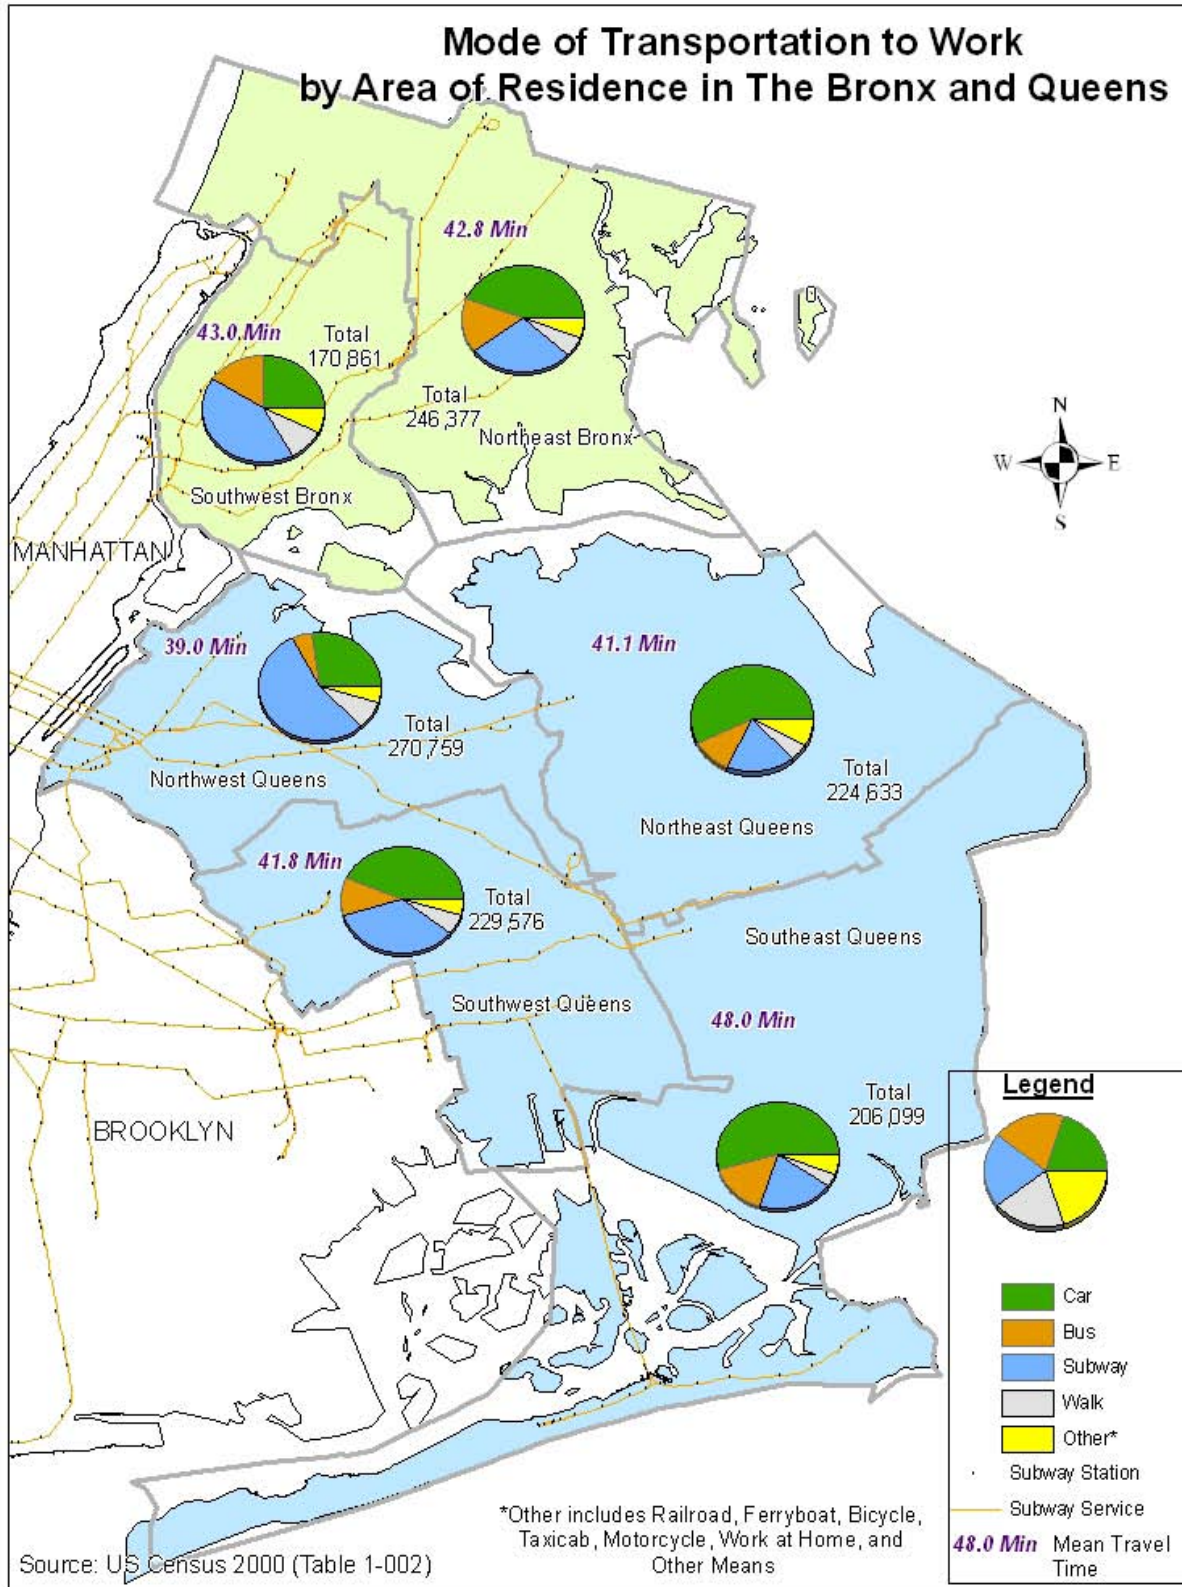 Mode of Transportation to Work
by Area of Residence in The Bronx and Queens
42.8 Min
43.0 Min
Total
170,861
Total
246,377
Northeast Bronx
Southwest Bronx
N
W
E
S
MANHATTAN
39.0 Min
41.1 Min
Total
270,759
Northwest Queens
Total
224,633
Northeast Queens
41.8 Min
Total
229,576
Southeast Queens
Southwest Queens
48.0 Min
Total
206,099
BROOKLYN
Legend
Car
Bus
Subway
Walk
Other*
Subway Station
Subway Service
48.0 Min Mean Travel
Time
*Other includes Railroad, Ferryboat, Bicycle,
Taxicab, Motorcycle, Work at Home, and
Other Means
Source: US Census 2000 (Table 1-002)